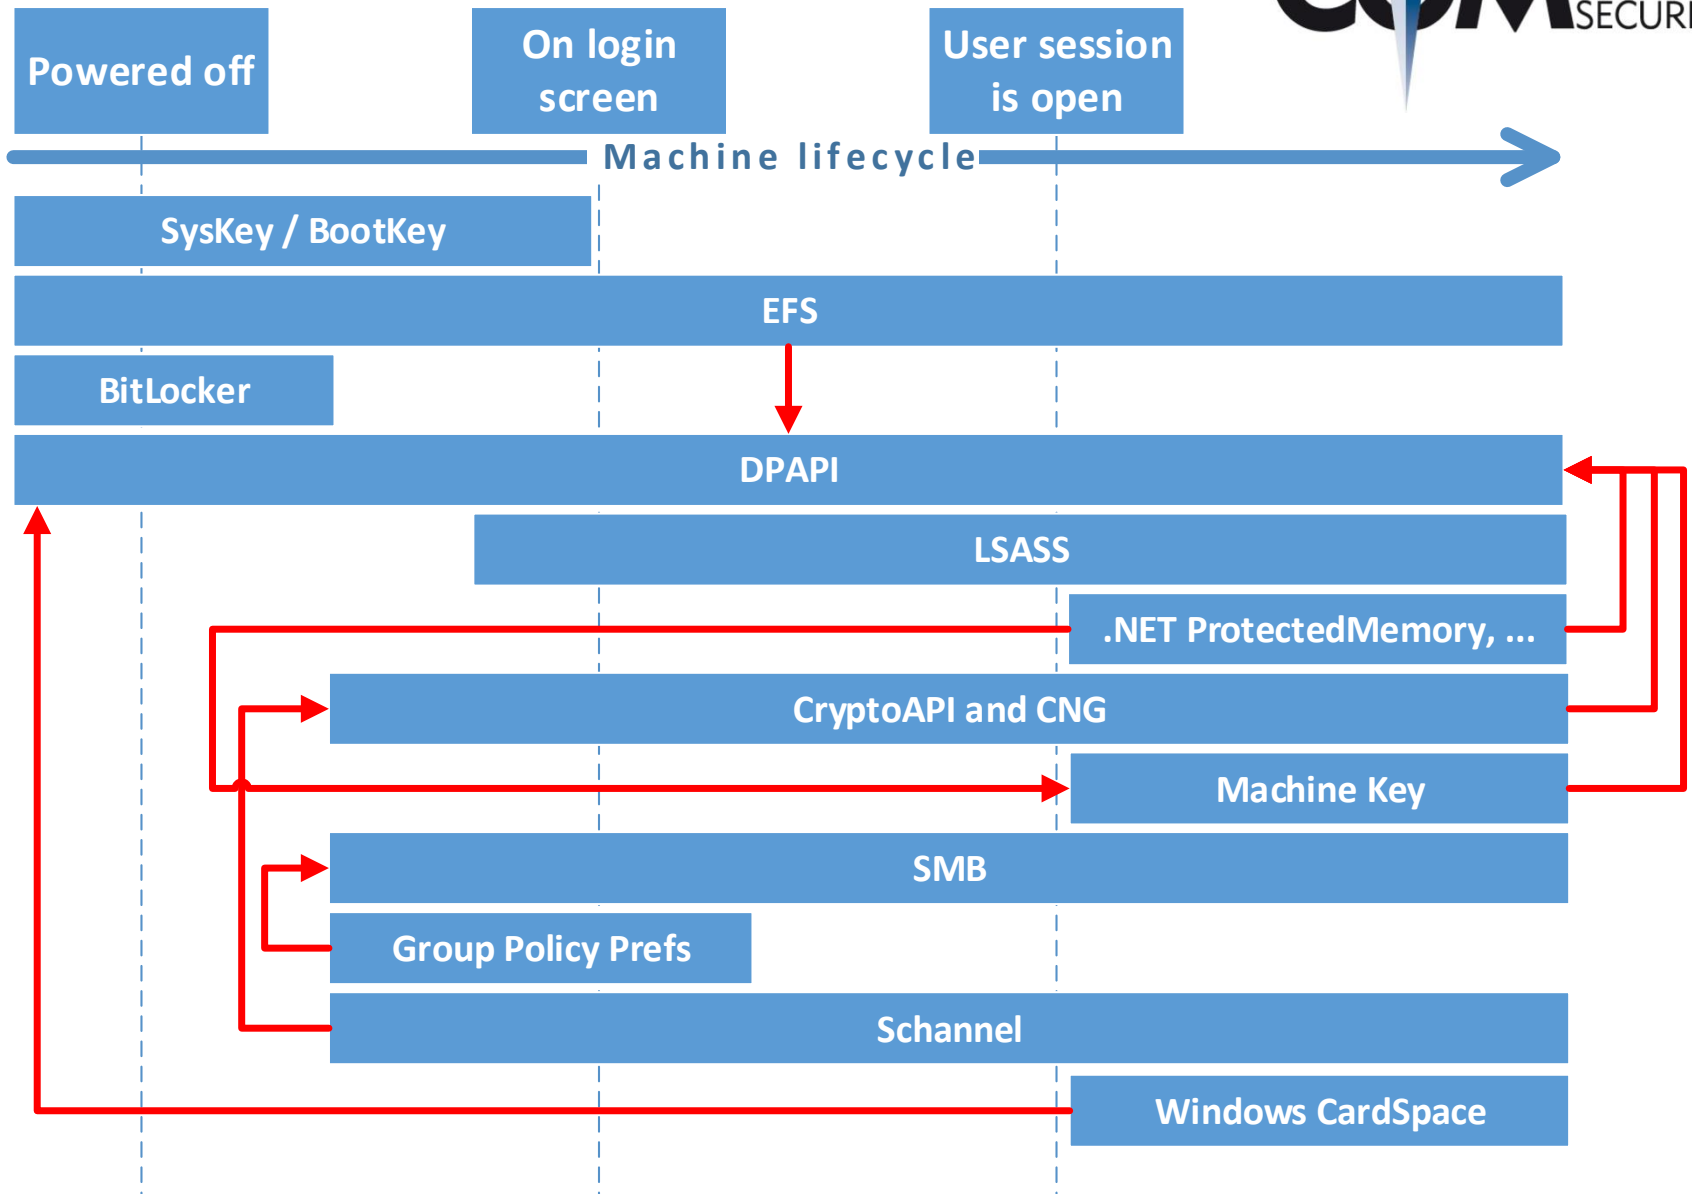 COM
SECURI
Powered off
On login
screen
User session
is open
Machine lifecycle
SysKey / BootKey
EFS
BitLocker
DPAPI
LSASS
.NET ProtectedMemory, ...
CryptoAPI and CNG
Machine Key
SMB
Group Policy Prefs
Schannel
Windows CardSpace